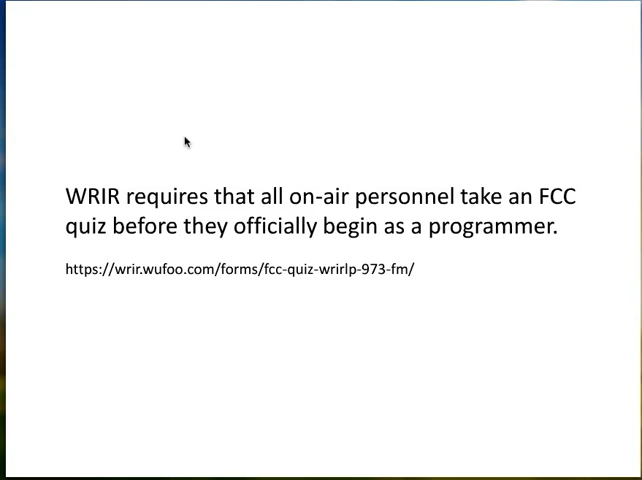 WRIR requires that all on-air personnel take an FCC
quiz before they officially begin as a programmer.
https://wrir.wufoo.com/forms/fcc-quiz-wrirlp-973-fm/